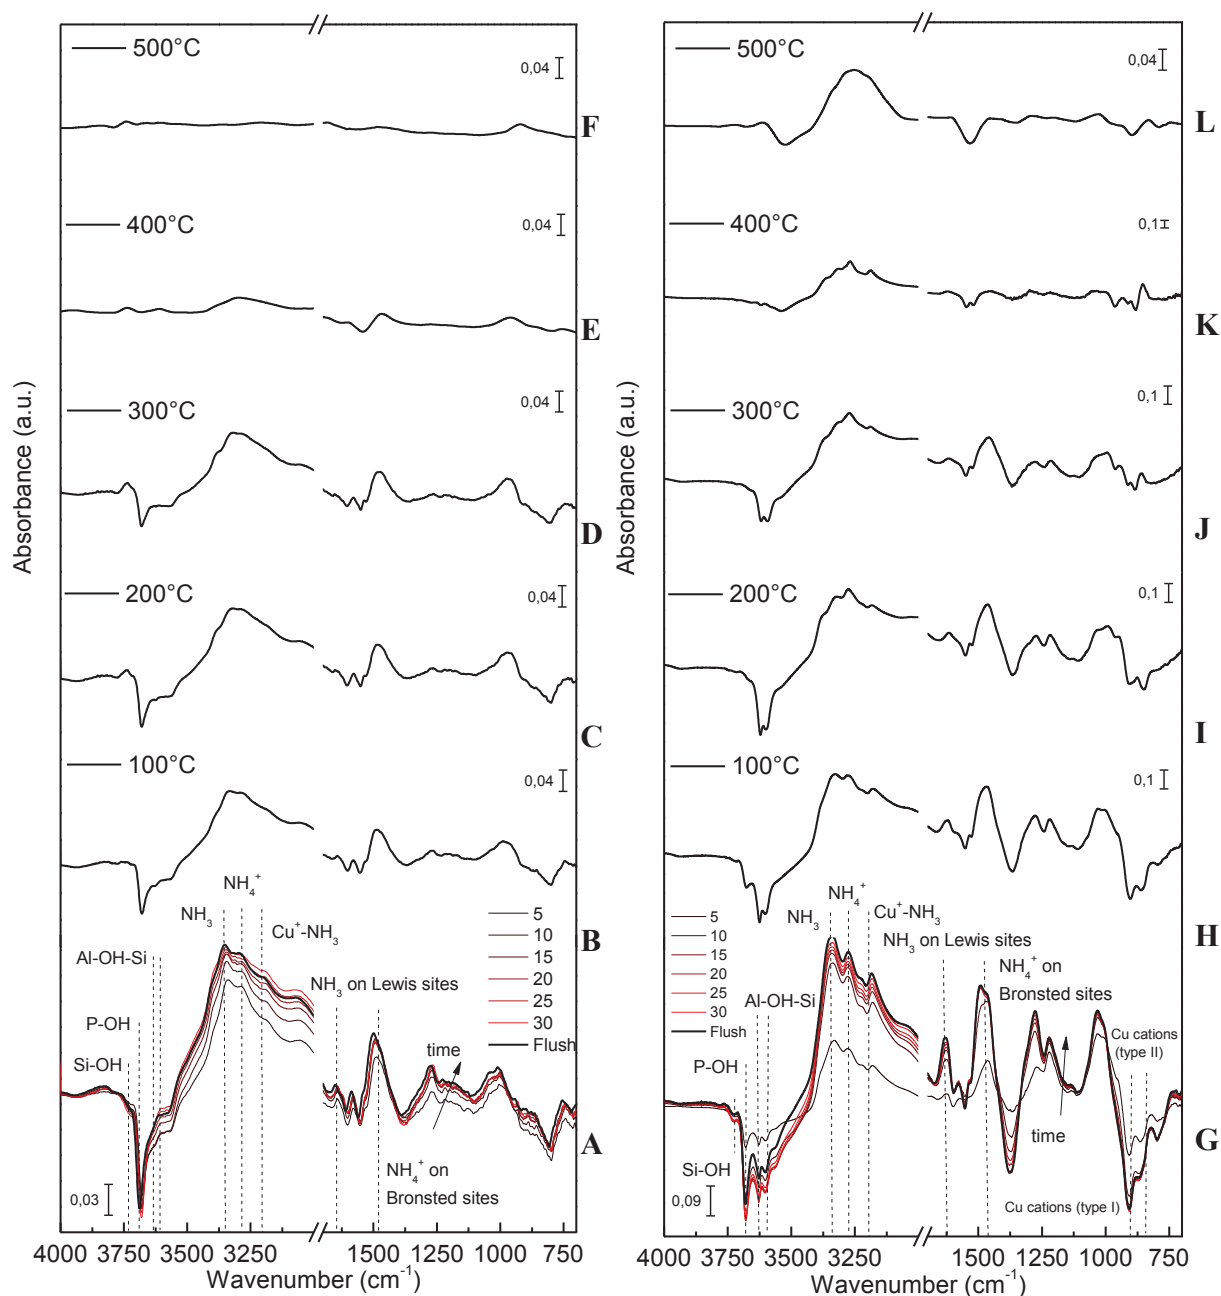 500°C
0,04
F
400°C
0,04
E
300°C
0,04
D
200°C
0,04
C
100°C
0,04
B
NH4+
NH3
Cu+-NH3
Al-OH-Si
NH3 on Lewis sites
P-OH
Si-OH
5
10
15
20
25
30
Flush
time
A
NH4+ on
Bronsted sites
0,03
4000 3750 3500 3250 1500 1250 1000 750
Wavenumber (cm-1)
Absorbance (a.u.)
500°C
0,04
L
400°C
0,1
K
300°C
0,1
J
200°C
0,1
I
100°C
0,1
H
NH4+
NH3
Cu+-NH3
NH3 on Lewis sites
NH4+ on
Bronsted sites
5
10
15
20
25
30
Flush
Al-OH-Si
P-OH
Si-OH
Cu cations
(type II)
time
G
Cu cations (type I)
0,09
4000 3750 3500 3250 1500 1250 1000 750
Wavenumber (cm-1)
Absorbance (a.u.)